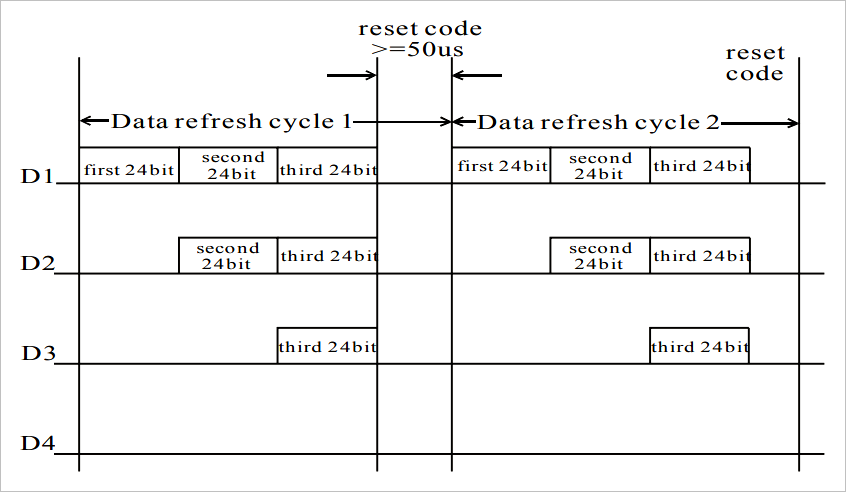 reset code
>=50us
reset
code
Data refresh cycle 1
Data refresh cycle 2
D1
first 24bit
second
24bit
third 24bit
first 24bit
second
24bit
third 24bit
D2
second
24bit
third 24bit
second
24bit
third 24bit
D3
third 24bit
third 24bit
D4